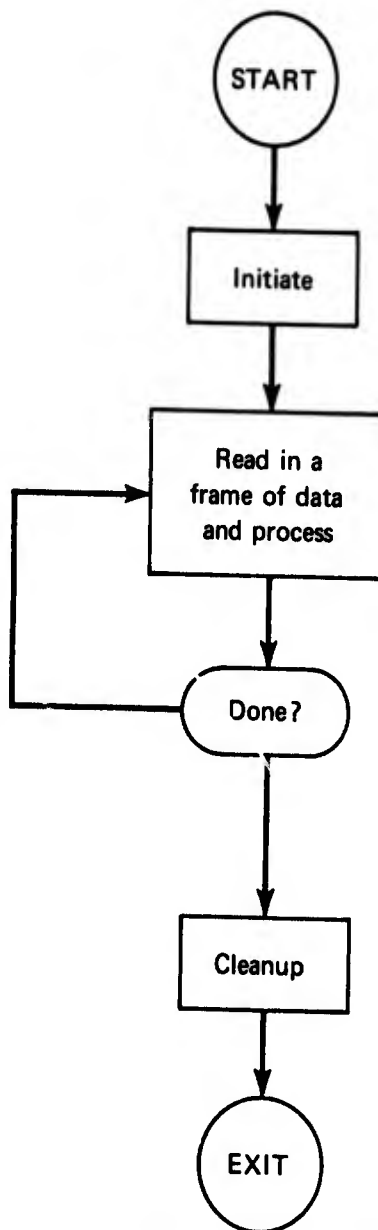 START
Initiate
Read in a
frame of data
and process
Done?
Cleanup
EXIT